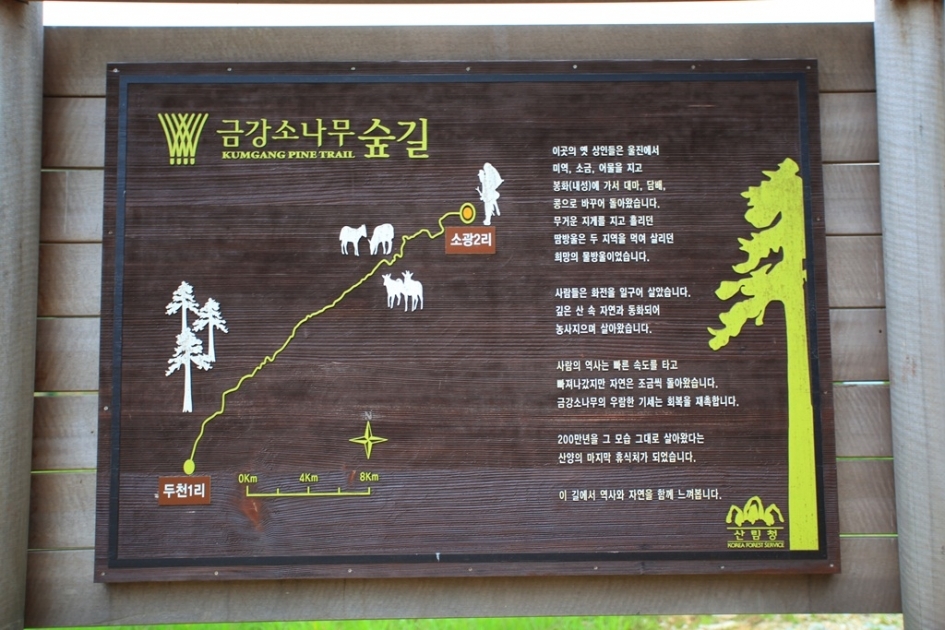 금강소나무 숲길
KUMGANG PINE TRAIL
이곳의 옛 상인들은 울진에서
미역, 소금, 어물을 지고
봉화(내성)에 가서 대마, 담배,
콩으로 바꾸어 돌아왔습니다.
무거운 지게를 지고 흘리던
땀방울은 두 지역을 먹여 살리던
희망의 물방울이었습니다.
사람들은 화전을 일구어 살았습니다.
깊은 산 속 자연과 동화되어
농사지으며 살아왔습니다.
사람의 역사는 빠른 속도를 타고
빠져나갔지만 자연은 조금씩 돌아왔습니다.
금강소나무의 우람한 기세는 회복을 재촉합니다.
200만년을 그 모습 그대로 살아왔다는
산양의 마지막 휴식처가 되었습니다.
이 길에서 역사와 자연을 함께 느껴봅니다.
소광2리
두천1리
N
0Km 4Km 8Km
산림청
KOREA FOREST SERVICE